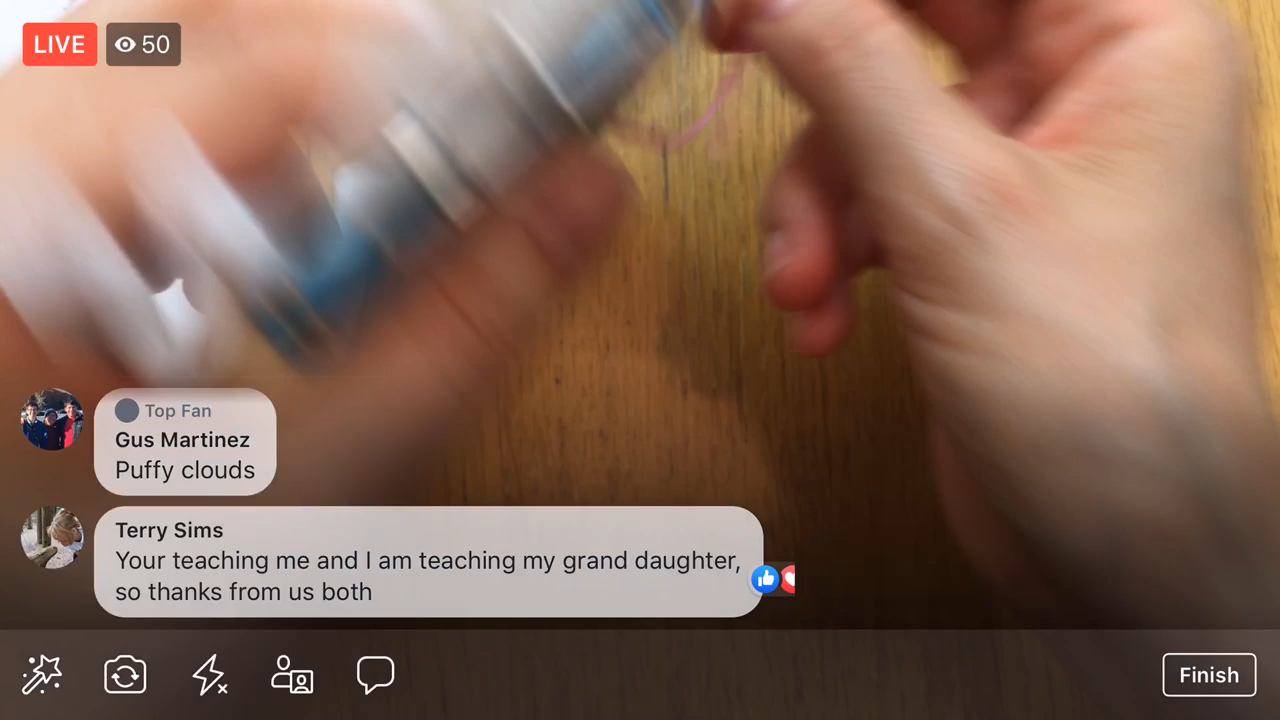 LIVE
50
Top Fan
Gus Martinez
Puffy clouds
Terry Sims
Your teaching me and I am teaching my grand daughter,
so thanks from us both
Finish